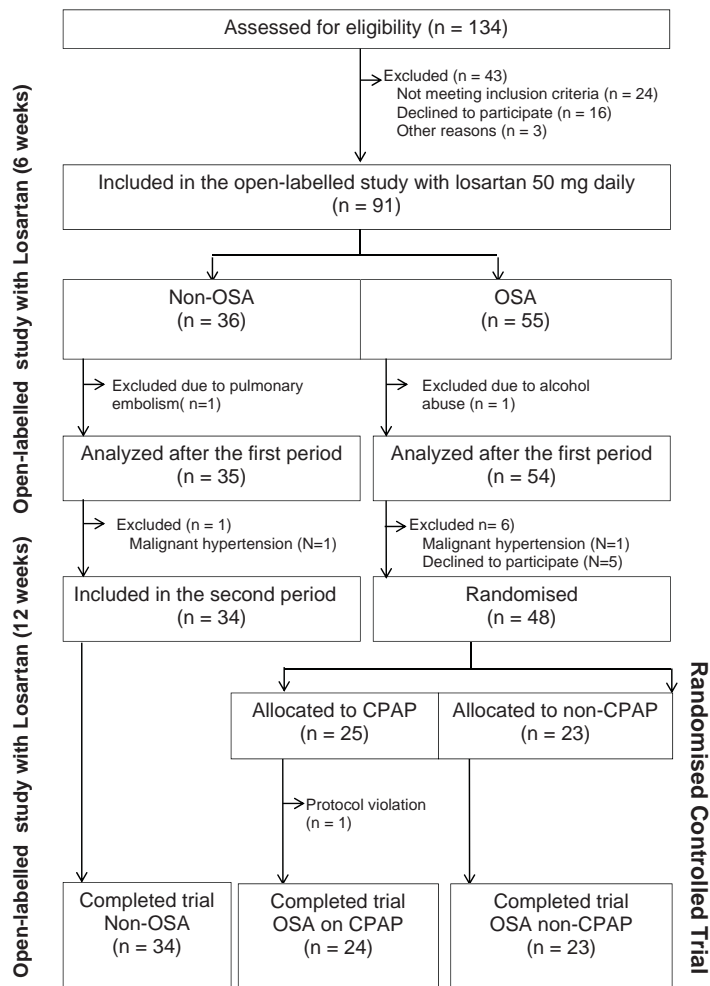 Assessed for eligibility (n = 134)
Excluded (n = 43)
Not meeting inclusion criteria (n = 24)
Declined to participate (n = 16)
Other reasons (n = 3)
Open-labelled study with Losartan (6 weeks)
Included in the open-labelled study with losartan 50 mg daily
(n = 91)
Non-OSA
(n = 36)
OSA
(n = 55)
Excluded due to pulmonary
embolism( n=1)
Excluded due to alcohol
abuse (n = 1)
Analyzed after the first period
(n = 35)
Analyzed after the first period
(n = 54)
Excluded (n = 1)
Malignant hypertension (N=1)
Excluded n= 6)
Malignant hypertension (N=1)
Declined to participate (N=5)
Open-labelled study with Losartan (12 weeks)
Included in the second period
(n = 34)
Randomised
(n = 48)
Randomised Controlled Trial
Allocated to CPAP
(n = 25)
Allocated to non-CPAP
(n = 23)
Protocol violation
(n = 1)
Completed trial
Non-OSA
(n = 34)
Completed trial
OSA on CPAP
(n = 24)
Completed trial
OSA non-CPAP
(n = 23)